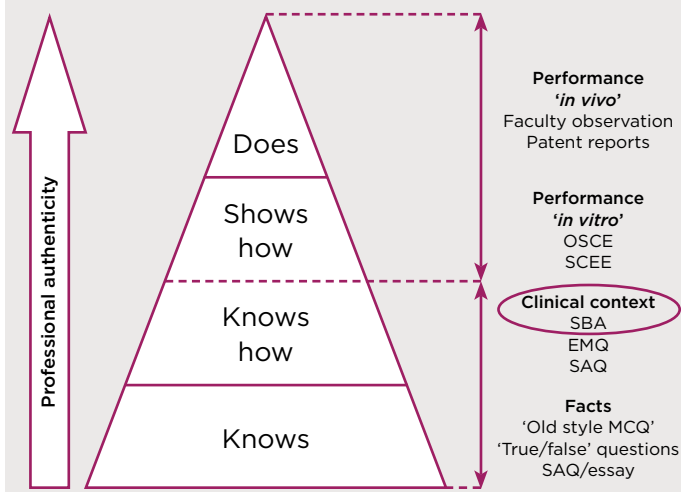 Professional authenticity
Does
Shows
how
Knows
how
Knows
Performance
‘in vivo’
Faculty observation
Patent reports
Performance
‘in vitro’
OSCE
SCEE
Clinical context
SBA
EMQ
SAQ
Facts
‘Old style MCQ’
‘True/false’ questions
SAQ/essay